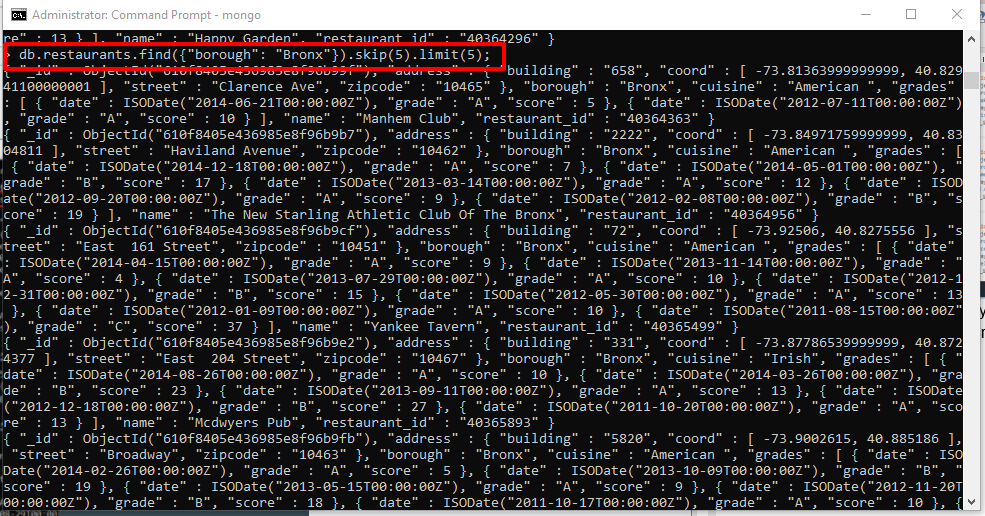 Administrator: Command Prompt - mongo
re" : 13 } ], "name" : "Happy Garden", "restaurant_id" : "40364296" }
> db.restaurants.find({"borough": "Bronx"}).skip(5).limit(5);
{ "_id" : ObjectId("610f8405e436985e8f96b99f"), "address" : { "building" : "658", "coord" : [ -73.81363999999999, 40.829
41100000001 ], "street" : "Clarence Ave", "zipcode" : "10465" }, "borough" : "Bronx", "cuisine" : "American ", "grades"
: [ { "date" : ISODate("2014-06-21T00:00:00Z"), "grade" : "A", "score" : 5 }, { "date" : ISODate("2012-07-11T00:00:00Z")
, "grade" : "A", "score" : 10 } ], "name" : "Manhem Club", "restaurant_id" : "40364363" }
{ "_id" : ObjectId("610f8405e436985e8f96b9b7"), "address" : { "building" : "2222", "coord" : [ -73.84971759999999, 40.83
04811 ], "street" : "Haviland Avenue", "zipcode" : "10462" }, "borough" : "Bronx", "cuisine" : "American ", "grades" : [
{ "date" : ISODate("2014-12-18T00:00:00Z"), "grade" : "A", "score" : 7 }, { "date" : ISODate("2014-05-01T00:00:00Z"), "
grade" : "B", "score" : 17 }, { "date" : ISODate("2013-03-14T00:00:00Z"), "grade" : "A", "score" : 12 }, { "date" : ISOD
ate("2012-09-20T00:00:00Z"), "grade" : "A", "score" : 9 }, { "date" : ISODate("2012-02-08T00:00:00Z"), "grade" : "B", "s
core" : 19 } ], "name" : "The New Starling Athletic Club Of The Bronx", "restaurant_id" : "40364956" }
{ "_id" : ObjectId("610f8405e436985e8f96b9cf"), "address" : { "building" : "72", "coord" : [ -73.92506, 40.8275556 ], "s
treet" : "East  161 Street", "zipcode" : "10451" }, "borough" : "Bronx", "cuisine" : "American ", "grades" : [ { "date"
: ISODate("2014-04-15T00:00:00Z"), "grade" : "A", "score" : 9 }, { "date" : ISODate("2013-11-14T00:00:00Z"), "grade" : "
A", "score" : 4 }, { "date" : ISODate("2013-07-29T00:00:00Z"), "grade" : "A", "score" : 10 }, { "date" : ISODate("2012-1
2-31T00:00:00Z"), "grade" : "B", "score" : 15 }, { "date" : ISODate("2012-05-30T00:00:00Z"), "grade" : "A", "score" : 13
}, { "date" : ISODate("2012-01-09T00:00:00Z"), "grade" : "A", "score" : 10 }, { "date" : ISODate("2011-08-15T00:00:00Z"
), "grade" : "C", "score" : 37 } ], "name" : "Yankee Tavern", "restaurant_id" : "40365499" }
{ "_id" : ObjectId("610f8405e436985e8f96b9e2"), "address" : { "building" : "331", "coord" : [ -73.87786539999999, 40.872
4377 ], "street" : "East  204 Street", "zipcode" : "10467" }, "borough" : "Bronx", "cuisine" : "Irish", "grades" : [ { "
date" : ISODate("2014-08-26T00:00:00Z"), "grade" : "A", "score" : 10 }, { "date" : ISODate("2014-03-26T00:00:00Z"), "gra
de" : "B", "score" : 23 }, { "date" : ISODate("2013-09-11T00:00:00Z"), "grade" : "A", "score" : 13 }, { "date" : ISODate
("2012-12-18T00:00:00Z"), "grade" : "B", "score" : 27 }, { "date" : ISODate("2011-10-20T00:00:00Z"), "grade" : "A", "sco
re" : 13 } ], "name" : "Mcdwyers Pub", "restaurant_id" : "40365893" }
{ "_id" : ObjectId("610f8405e436985e8f96b9fb"), "address" : { "building" : "5820", "coord" : [ -73.9002615, 40.885186 ],
"street" : "Broadway", "zipcode" : "10463" }, "borough" : "Bronx", "cuisine" : "American ", "grades" : [ { "date" : ISO
Date("2014-02-26T00:00:00Z"), "grade" : "A", "score" : 5 }, { "date" : ISODate("2013-10-09T00:00:00Z"), "grade" : "B", "
score" : 19 }, { "date" : ISODate("2013-05-15T00:00:00Z"), "grade" : "A", "score" : 9 }, { "date" : ISODate("2012-11-20T
00:00:00Z"), "grade" : "B", "score" : 18 }, { "date" : ISODate("2011-10-17T00:00:00Z"), "grade" : "A", "score" : 10 }, {